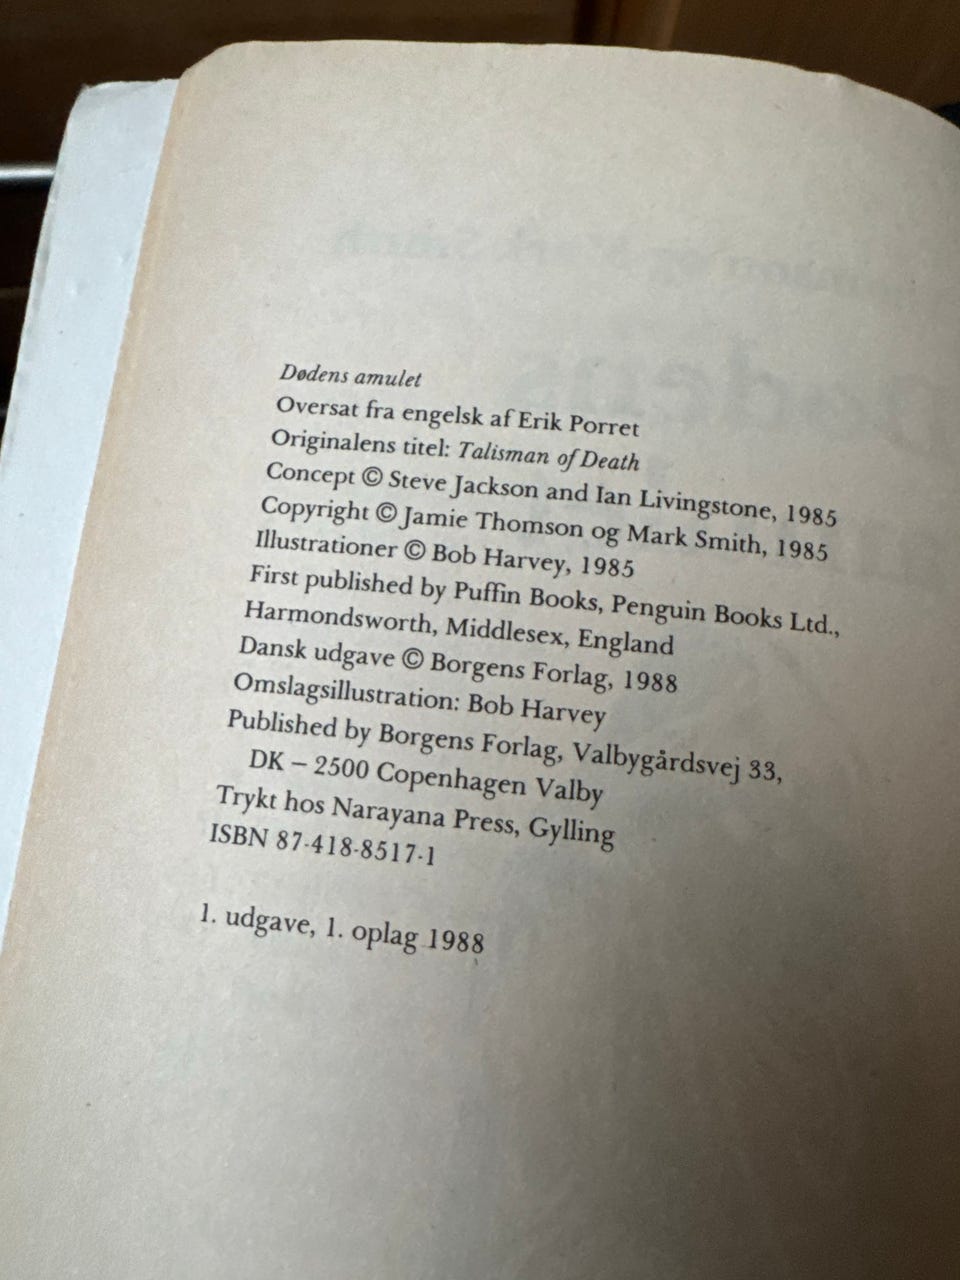 Dødens amulet
Oversat fra engelsk af Erik Porret
Originalens titel: Talisman of Death
Concept © Steve Jackson and Ian Livingstone, 1985
Copyright © Jamie Thomson og Mark Smith, 1985
Illustrationer © Bob Harvey, 1985
First published by Puffin Books, Penguin Books Ltd.,
Harmondsworth, Middlesex, England
Dansk udgave © Borgens Forlag, 1988
Omslagsillustration: Bob Harvey
Published by Borgens Forlag, Valbygårdsvej 33,
DK – 2500 Copenhagen Valby
Trykt hos Narayana Press, Gylling
ISBN 87-418-8517-1
1. udgave, 1. oplag 1988